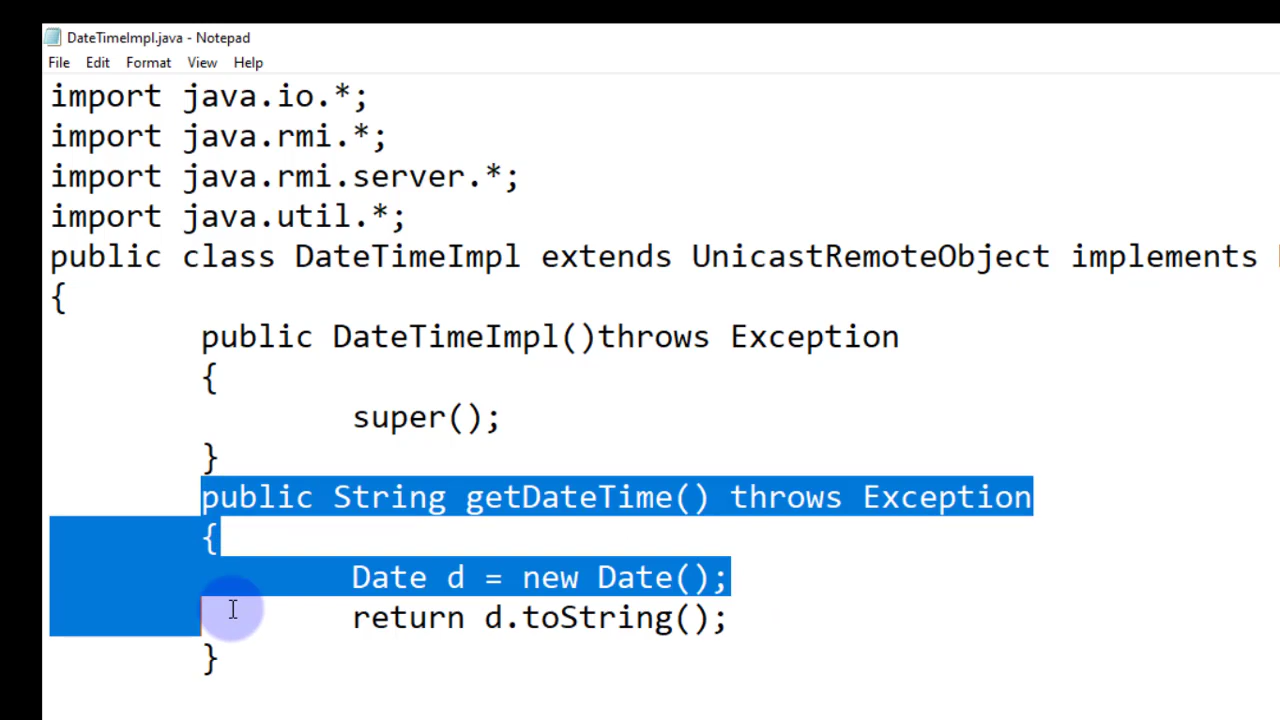 DateTimeImpl.java - Notepad
File Edit Format View Help
import java.io.*;
import java.rmi.*;
import java.rmi.server.*;
import java.util.*;
public class DateTimeImpl extends UnicastRemoteObject implements
{
public DateTimeImpl()throws Exception
{
super();
}
public String getDateTime() throws Exception
{
Date d = new Date();
return d.toString();
}